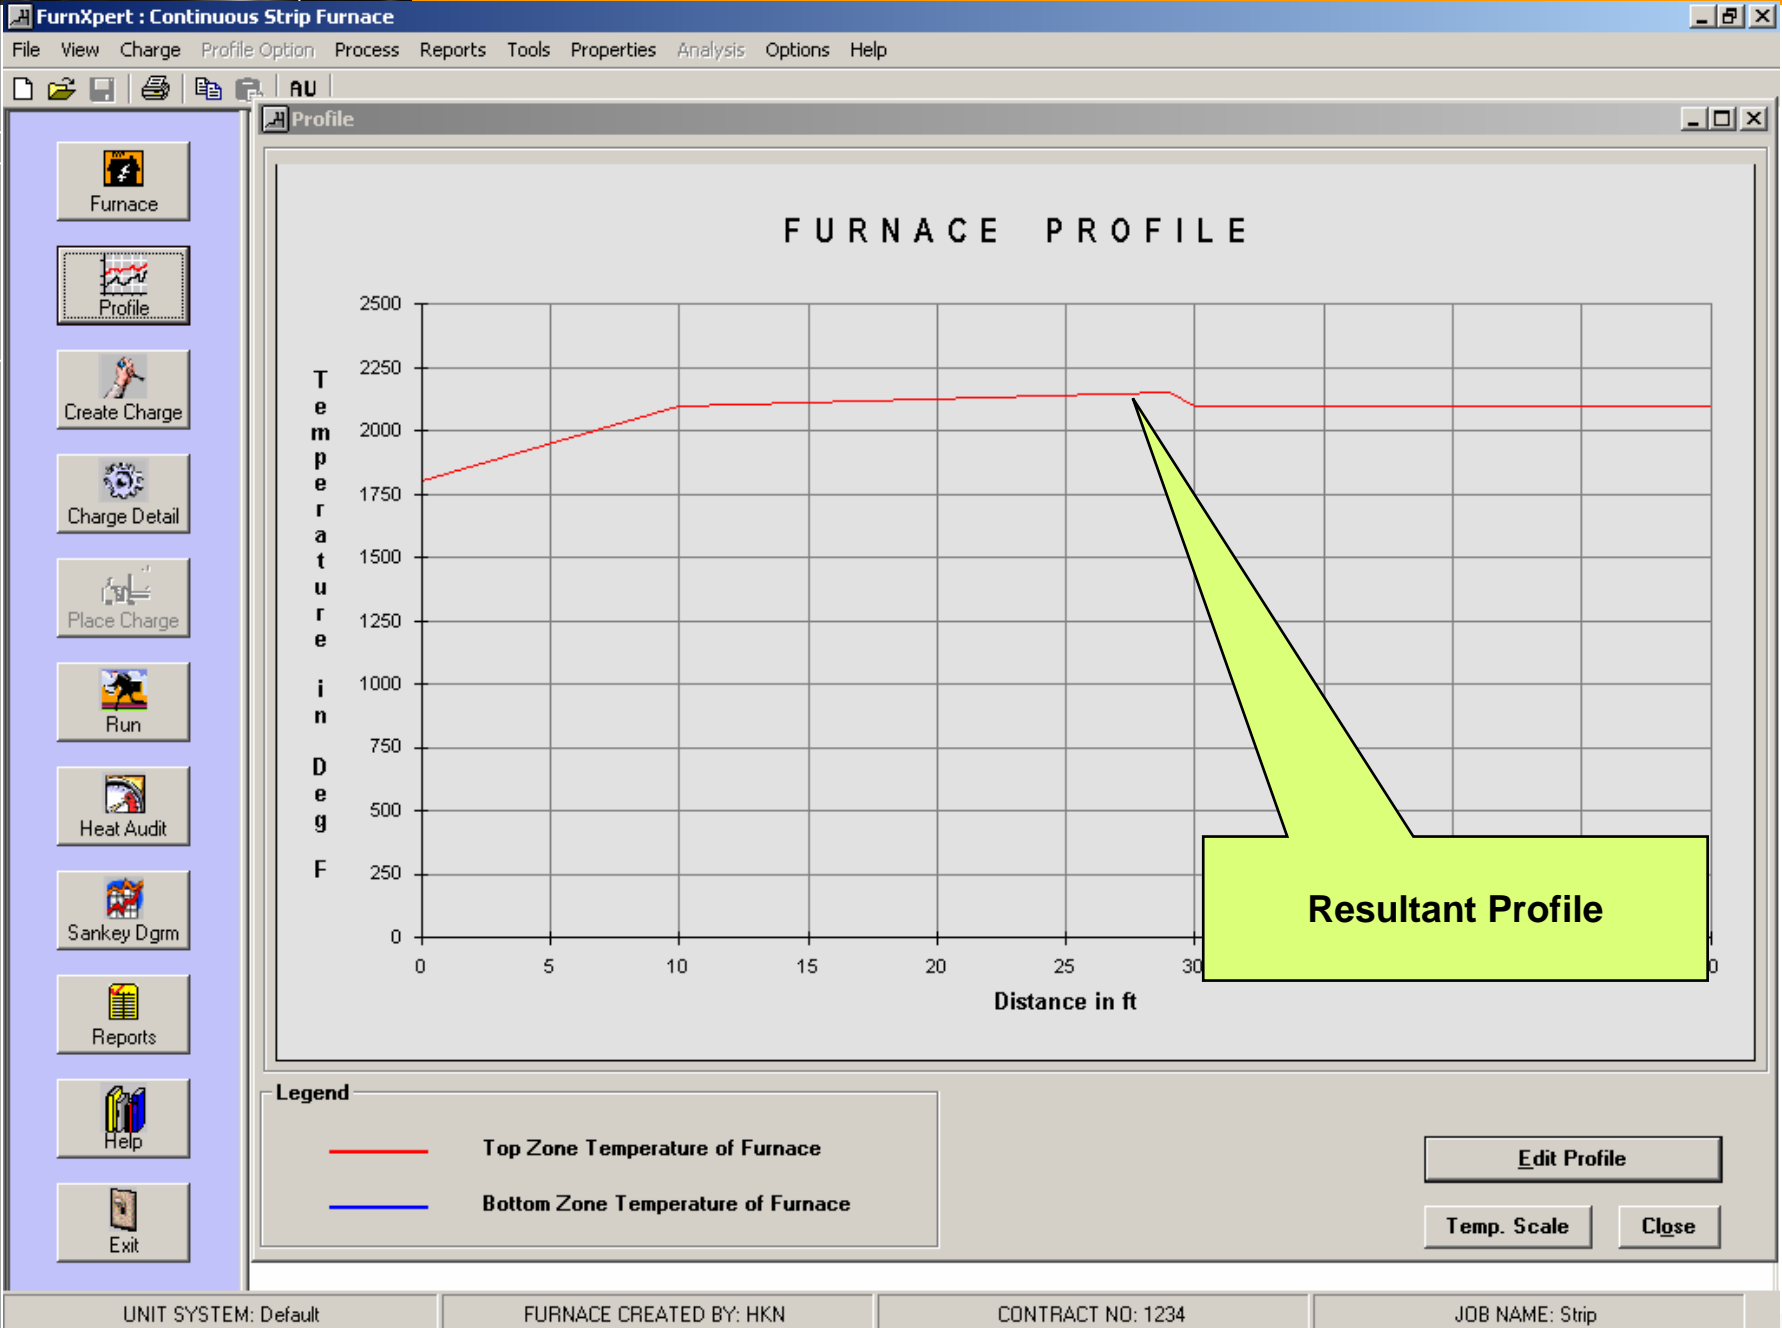 FurnXpert : Continuous Strip Furnace
File View Charge Profile Option Process Reports Tools Properties Analysis Options Help
AU
Profile
Furnace
Profile
Create Charge
Charge Detail
Place Charge
Run
Heat Audit
Sankey Dgrm
Reports
Help
Exit
FURNACE PROFILE
Temperature in Deg F
2500
2250
2000
1750
1500
1250
1000
750
500
250
0
0 5 10 15 20 25 30
Distance in ft
Resultant Profile
Legend
Top Zone Temperature of Furnace
Bottom Zone Temperature of Furnace
Edit Profile
Temp. Scale Close
UNIT SYSTEM: Default FURNACE CREATED BY: HKN CONTRACT NO: 1234 JOB NAME: Strip